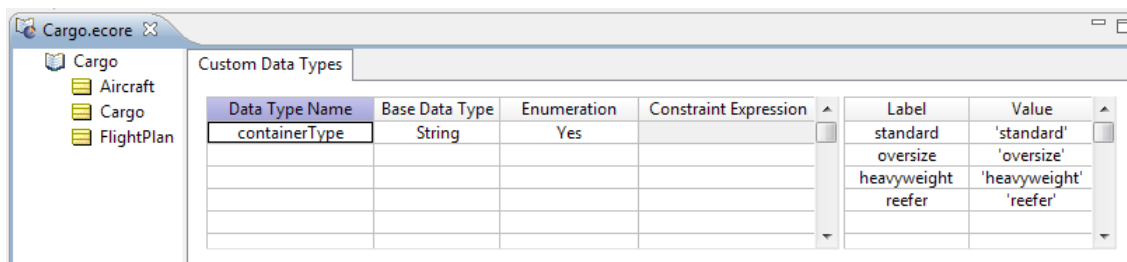 Cargo.ecore
Cargo
Aircraft
Cargo
FlightPlan
Custom Data Types
Data Type Name Base Data Type Enumeration Constraint Expression Label Value
containerType String Yes standard 'standard'
oversize 'oversize'
heavyweight 'heavyweight'
reefer 'reefer'